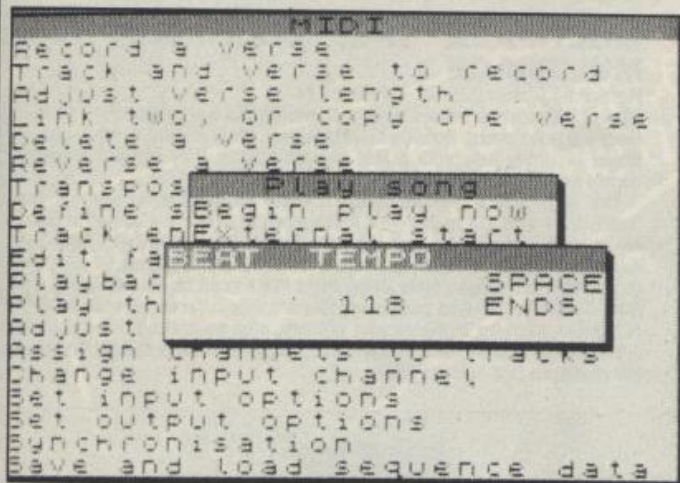 MIDI
Record a verse
Track and verse to record
Adjust verse length
Link two, or copy one verse
Delete a verse
Reverse a verse
Transpos
Play song
Define s
Begin play now
Track en
External start
Edit fa
BEAT TEMPO
Playbac
SPACE
Play th
118 ENDS
Adjust
Assign channels to tracks
Change input channel
Set input options
Set output options
Synchronisation
Save and load sequence data